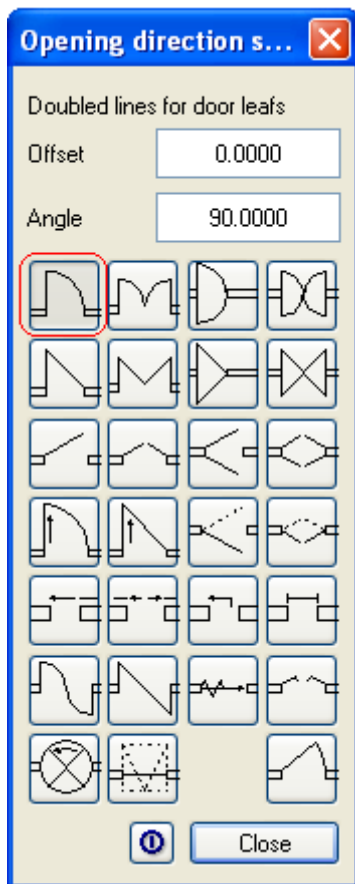 Opening direction s...
Doubled lines for door leafs
Offset 0.0000
Angle 90.0000
Close